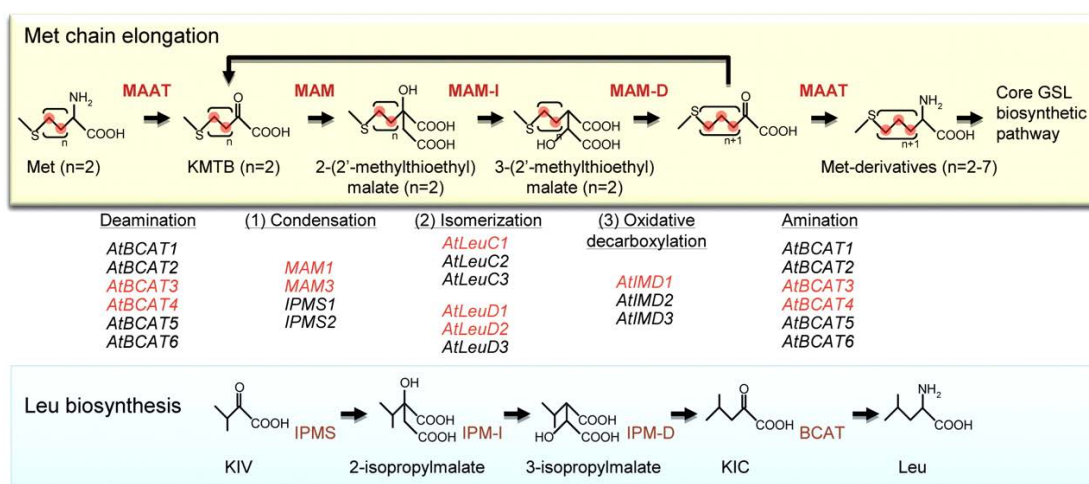 Met chain elongation
MAAT
MAM
MAM-I
MAM-D
MAAT
NH2
S
n
COOH
O
S
n
COOH
OH
S
n
COOH
COOH
S
n
COOH
HO
COOH
O
S
n+1
COOH
NH2
S
n+1
COOH
Core GSL
biosynthetic
pathway
Met (n=2)
KMTB (n=2)
2-(2'-methylthioethyl)
malate (n=2)
3-(2'-methylthioethyl)
malate (n=2)
Met-derivatives (n=2-7)
Deamination
AtBCAT1
AtBCAT2
AtBCAT3
AtBCAT4
AtBCAT5
AtBCAT6
(1) Condensation
MAM1
MAM3
IPMS1
IPMS2
(2) Isomerization
AtLeuC1
AtLeuC2
AtLeuC3
AtLeuD1
AtLeuD2
AtLeuD3
(3) Oxidative
decarboxylation
AtIMD1
AtIMD2
AtIMD3
Amination
AtBCAT1
AtBCAT2
AtBCAT3
AtBCAT4
AtBCAT5
AtBCAT6
Leu biosynthesis
O
COOH
IPMS
OH
COOH
COOH
IPM-I
COOH
HO
COOH
IPM-D
O
COOH
BCAT
NH2
COOH
KIV
2-isopropylmalate
3-isopropylmalate
KIC
Leu